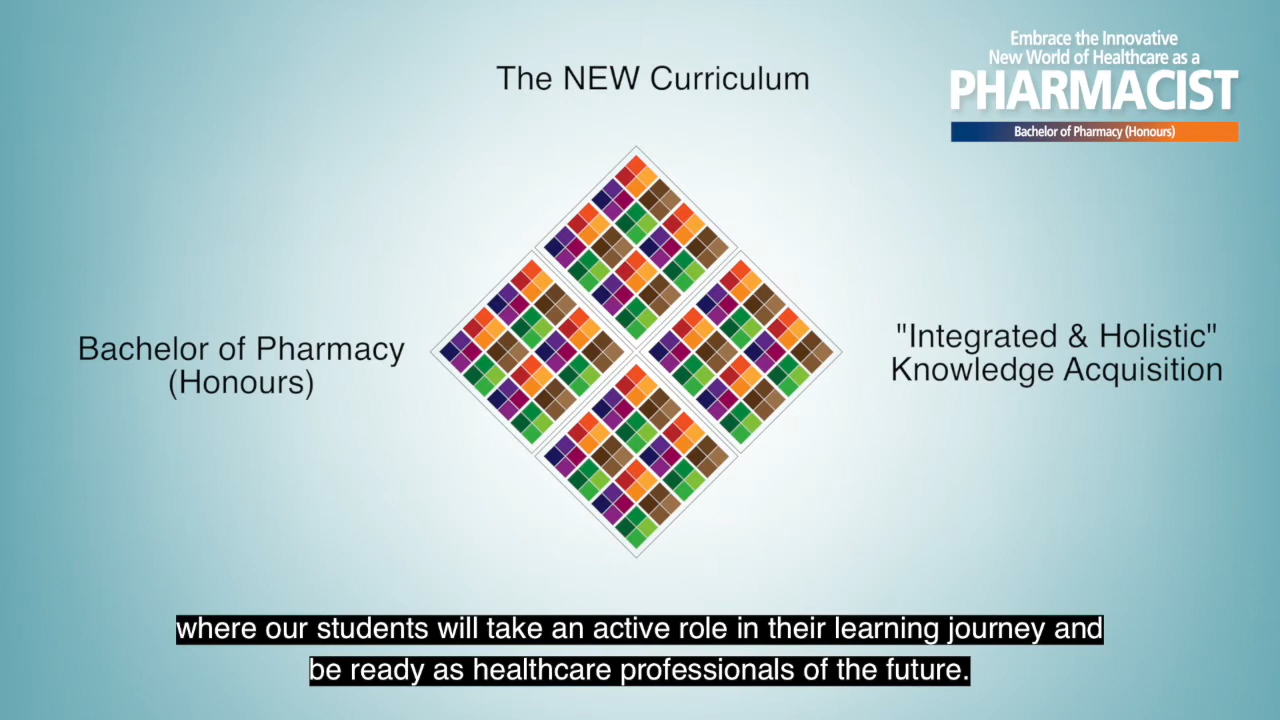 Embrace the Innovative
New World of Healthcare as a
PHARMACIST
Bachelor of Pharmacy (Honours)
The NEW Curriculum
Bachelor of Pharmacy
(Honours)
"Integrated & Holistic"
Knowledge Acquisition
where our students will take an active role in their learning journey and
be ready as healthcare professionals of the future.